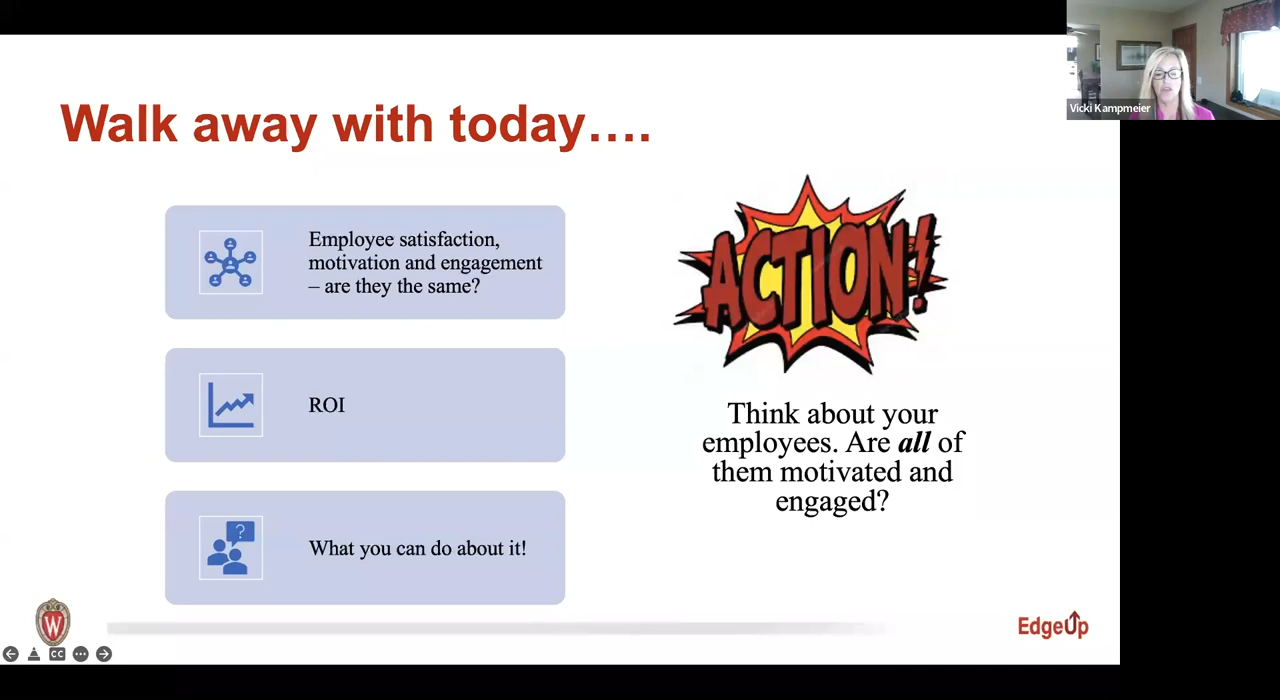 Vicki Kampmeier
Walk away with today….
Employee satisfaction,
motivation and engagement
– are they the same?
ROI
?
What you can do about it!
ACTION!
Think about your
employees. Are all of
them motivated and
engaged?
W
EdgeUp
CC